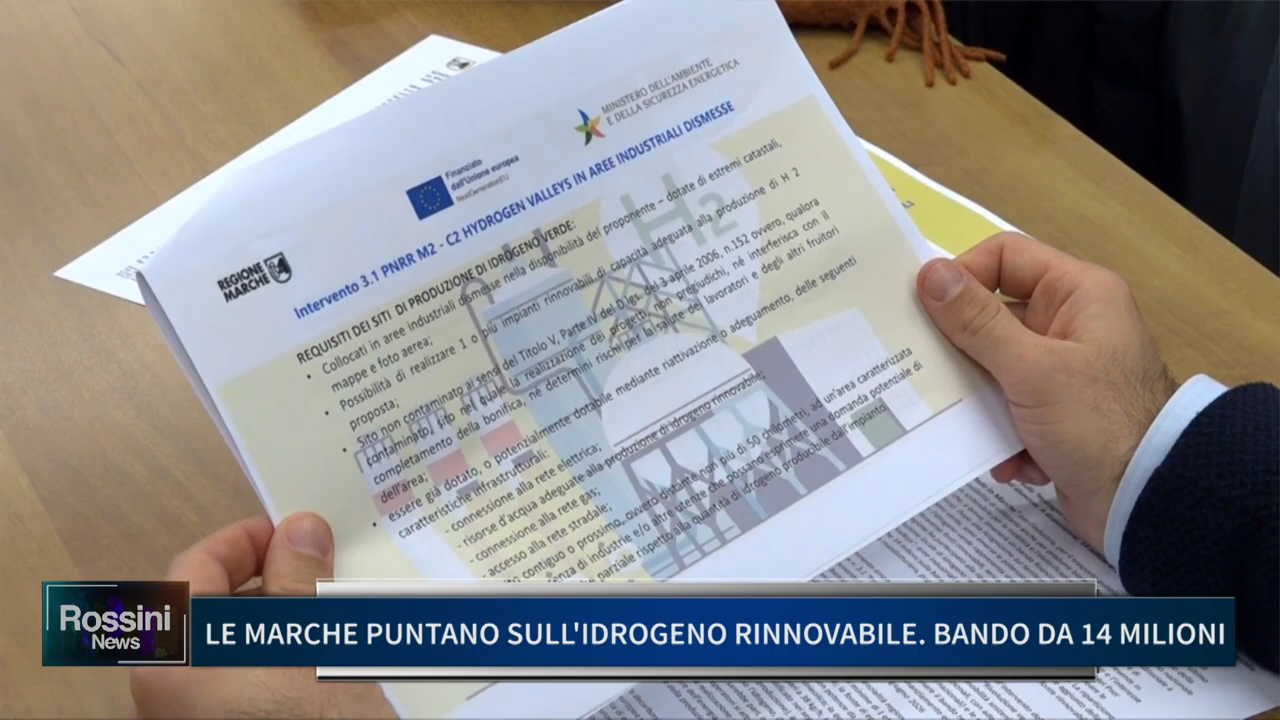 MINISTERO DELL'AMBIENTE
E DELLA SICUREZZA ENERGETICA
Finanziato
dall'Unione europea
NextGenerationEU
REGIONE
MARCHE
Intervento 3.1 PNRR M2 - C2 HYDROGEN VALLEYS IN AREE INDUSTRIALI DISMESSE
H2
REQUISITI DEI SITI DI PRODUZIONE DI IDROGENO VERDE:
• Collocati in aree industriali dismesse nella disponibilità del proponente – dotate di estremi catastali,
mappe e foto aerea;
• Possibilità di realizzare 1 o più impianti rinnovabili di capacità adeguata alla produzione di H 2
proposta;
• Sito non contaminato ai sensi del Titolo V, Parte IV del D.lgs. del 3 aprile 2006, n.152 ovvero, qualora
contaminato, sito nel quale la realizzazione dei progetti, non pregiudichi, né interferisca con il
completamento della bonifica, né determini rischi per la salute dei lavoratori e degli altri fruitori
dell'area;
• essere già dotato, o potenzialmente dotabile mediante riattivazione o adeguamento, delle seguenti
caratteristiche infrastrutturali:
- connessione alla rete elettrica;
- risorse d'acqua adeguate alla produzione di idrogeno rinnovabile;
- connessione alla rete gas;
- accesso alla rete stradale;
contiguo o prossimo, ovvero distante non più di 50 chilometri, ad un'area caratterizzata
di industrie e/o altre utenze che possano esprimere una domanda potenziale di
parziale rispetto alla quantità di idrogeno producibile dall'impianto
Rossini
News
LE MARCHE PUNTANO SULL'IDROGENO RINNOVABILE. BANDO DA 14 MILIONI